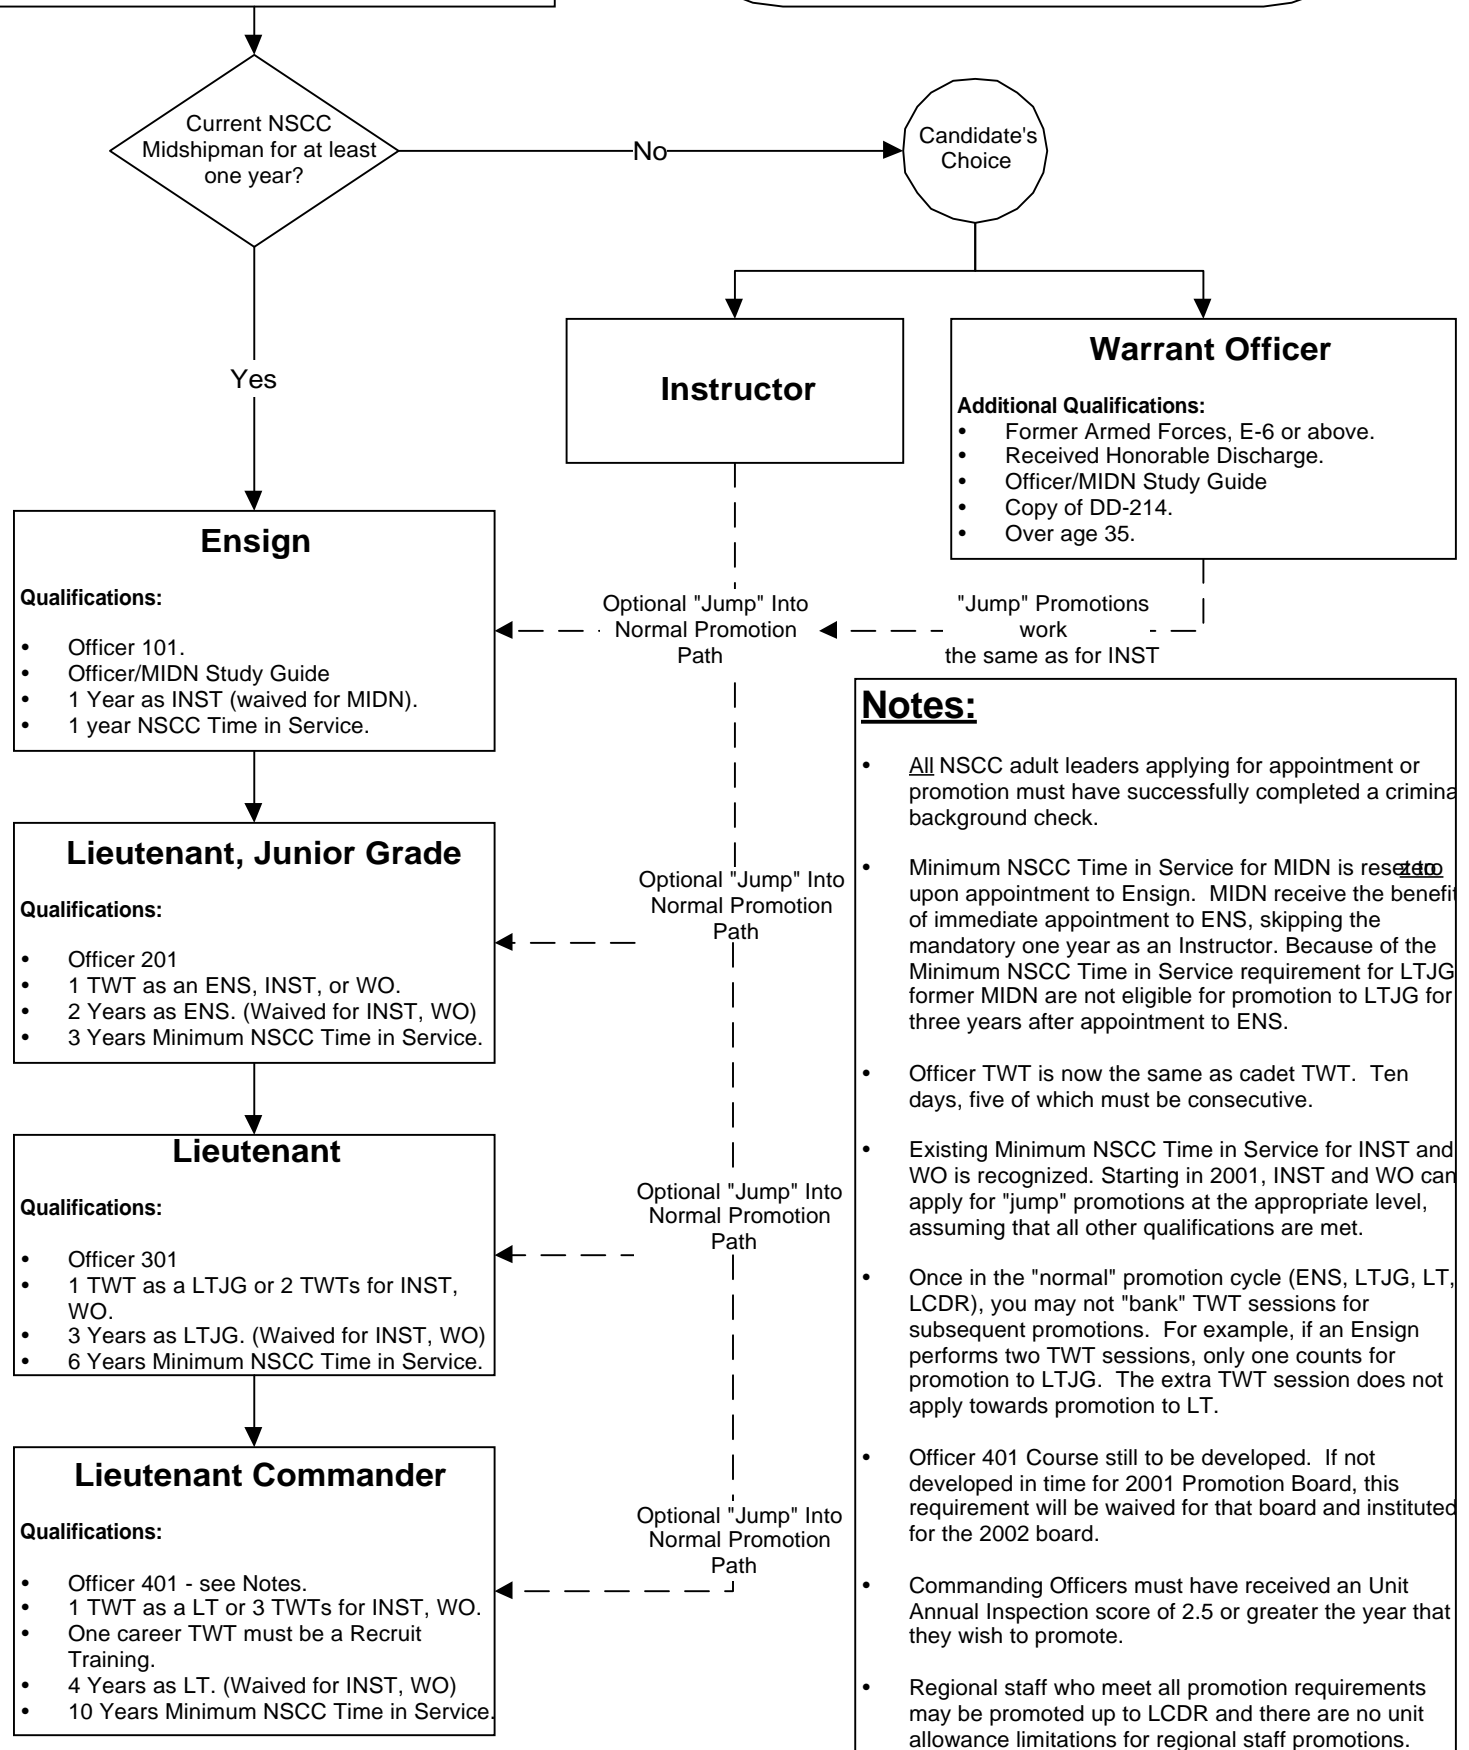 Current NSCC
Midshipman for at least
one year?
No
Candidate's
Choice
Yes
Instructor
Warrant Officer
Additional Qualifications:
• Former Armed Forces, E-6 or above.
• Received Honorable Discharge.
• Officer/MIDN Study Guide
• Copy of DD-214.
• Over age 35.
Ensign
Qualifications:
• Officer 101.
• Officer/MIDN Study Guide
• 1 Year as INST (waived for MIDN).
• 1 year NSCC Time in Service.
Optional "Jump" Into
Normal Promotion
Path
"Jump" Promotions
work
the same as for INST
Lieutenant, Junior Grade
Qualifications:
• Officer 201
• 1 TWT as an ENS, INST, or WO.
• 2 Years as ENS. (Waived for INST, WO)
• 3 Years Minimum NSCC Time in Service.
Optional "Jump" Into
Normal Promotion
Path
Lieutenant
Qualifications:
• Officer 301
• 1 TWT as a LTJG or 2 TWTs for INST,
WO.
• 3 Years as LTJG. (Waived for INST, WO)
• 6 Years Minimum NSCC Time in Service.
Optional "Jump" Into
Normal Promotion
Path
Lieutenant Commander
Qualifications:
• Officer 401 - see Notes.
• 1 TWT as a LT or 3 TWTs for INST, WO.
• One career TWT must be a Recruit
Training.
• 4 Years as LT. (Waived for INST, WO)
• 10 Years Minimum NSCC Time in Service.
Optional "Jump" Into
Normal Promotion
Path
Notes:
• All NSCC adult leaders applying for appointment or
promotion must have successfully completed a crimina
background check.
• Minimum NSCC Time in Service for MIDN is reset to zero
upon appointment to Ensign. MIDN receive the benefit
of immediate appointment to ENS, skipping the
mandatory one year as an Instructor. Because of the
Minimum NSCC Time in Service requirement for LTJG
former MIDN are not eligible for promotion to LTJG for
three years after appointment to ENS.
• Officer TWT is now the same as cadet TWT. Ten
days, five of which must be consecutive.
• Existing Minimum NSCC Time in Service for INST and
WO is recognized. Starting in 2001, INST and WO can
apply for "jump" promotions at the appropriate level,
assuming that all other qualifications are met.
• Once in the "normal" promotion cycle (ENS, LTJG, LT,
LCDR), you may not "bank" TWT sessions for
subsequent promotions. For example, if an Ensign
performs two TWT sessions, only one counts for
promotion to LTJG. The extra TWT session does not
apply towards promotion to LT.
• Officer 401 Course still to be developed. If not
developed in time for 2001 Promotion Board, this
requirement will be waived for that board and instituted
for the 2002 board.
• Commanding Officers must have received an Unit
Annual Inspection score of 2.5 or greater the year that
they wish to promote.
• Regional staff who meet all promotion requirements
may be promoted up to LCDR and there are no unit
allowance limitations for regional staff promotions.